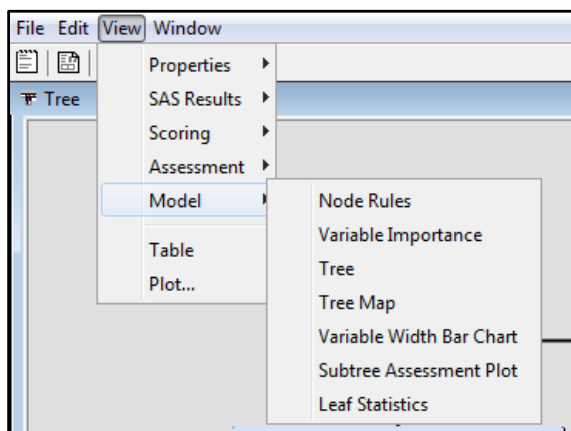 File Edit View Window
Tree
Properties
SAS Results
Scoring
Assessment
Model
Table
Plot...
Node Rules
Variable Importance
Tree
Tree Map
Variable Width Bar Chart
Subtree Assessment Plot
Leaf Statistics